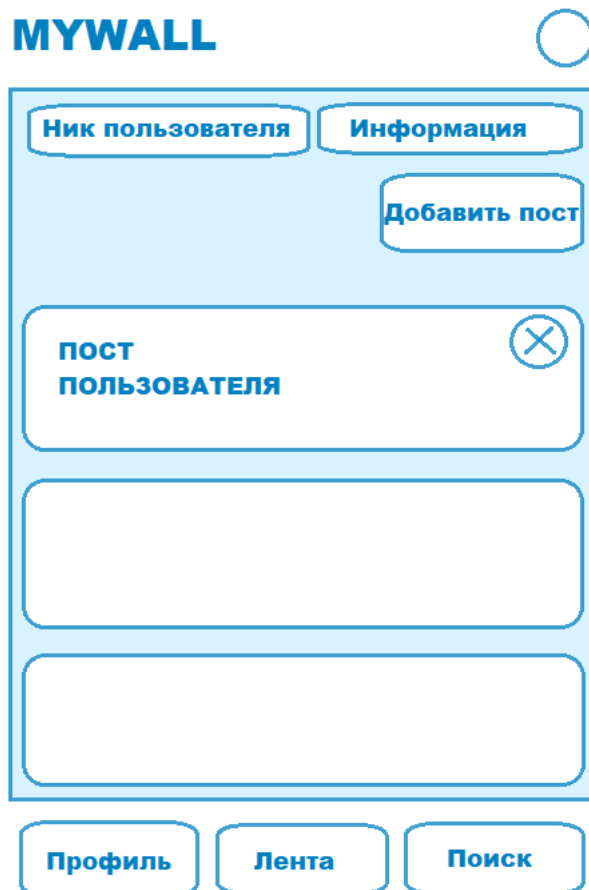 MYWALL
Ник пользователя
Информация
Добавить пост
ПОСТ
ПОЛЬЗОВАТЕЛЯ
Профиль
Лента
Поиск